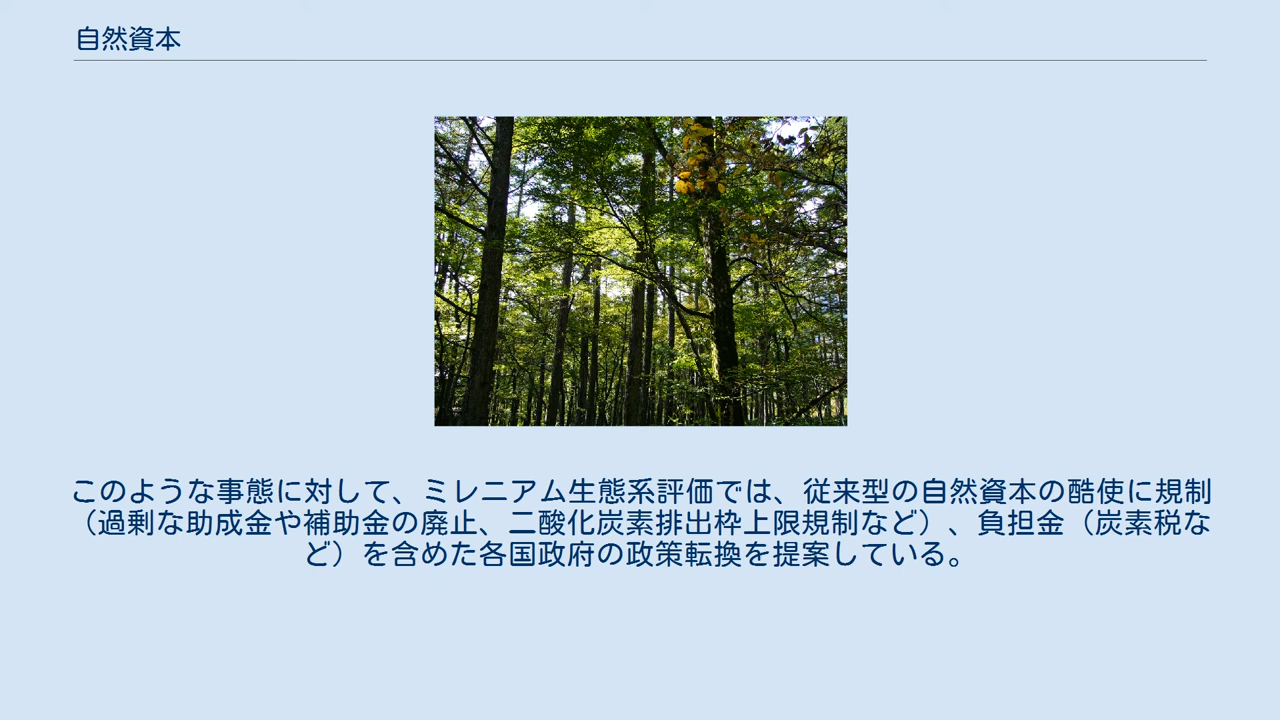 自然資本
このような事態に対して、ミレニアム生態系評価では、従来型の自然資本の酷使に規制
（過剰な助成金や補助金の廃止、二酸化炭素排出枠上限規制など）、負担金（炭素税な
ど）を含めた各国政府の政策転換を提案している。